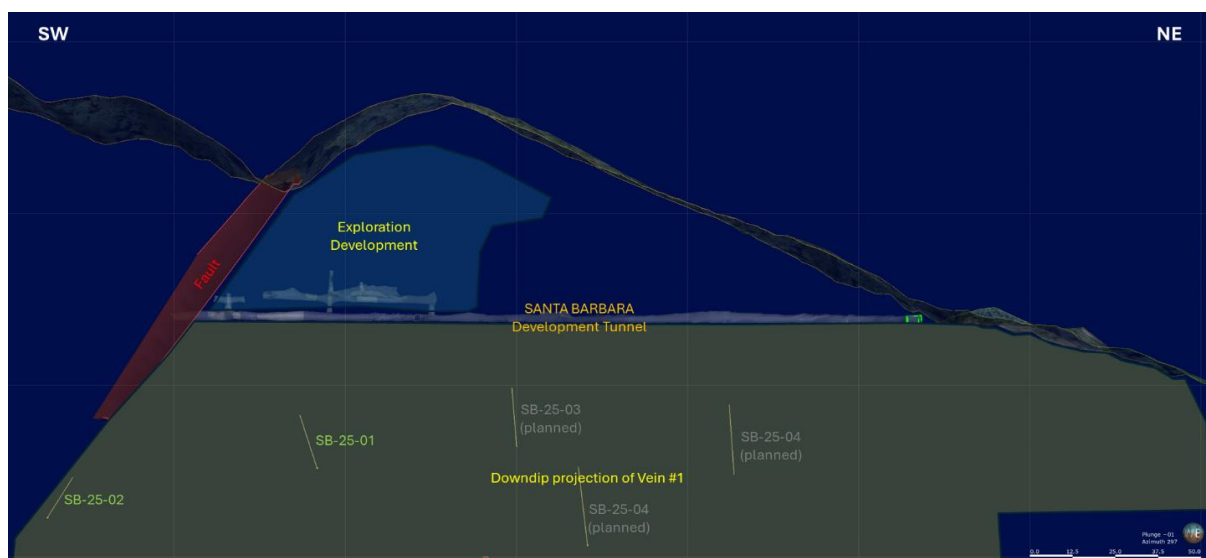 SW
NE
Exploration
Development
Fault
SANTA BARBARA
Development Tunnel
SB-25-03
(planned)
SB-25-04
(planned)
SB-25-01
Downdip projection of Vein #1
SB-25-02
SB-25-04
(planned)
Plunge -01
Azimuth 297
0.0 12.5 25.0 37.5 50.0